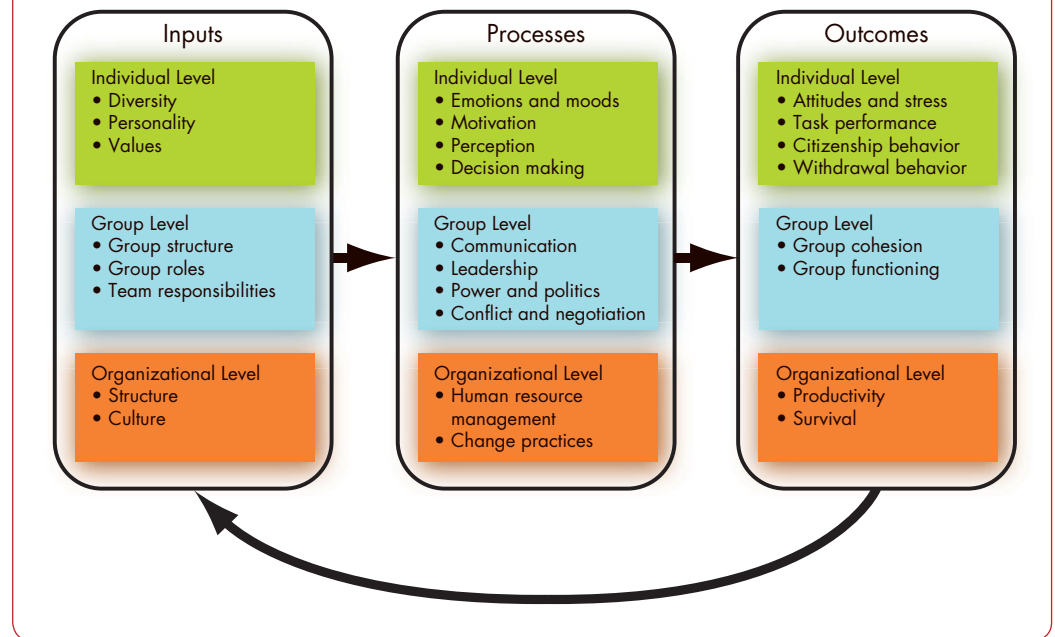 Inputs
Individual Level
• Diversity
• Personality
• Values
Group Level
• Group structure
• Group roles
• Team responsibilities
Organizational Level
• Structure
• Culture
Processes
Individual Level
• Emotions and moods
• Motivation
• Perception
• Decision making
Group Level
• Communication
• Leadership
• Power and politics
• Conflict and negotiation
Organizational Level
• Human resource
management
• Change practices
Outcomes
Individual Level
• Attitudes and stress
• Task performance
• Citizenship behavior
• Withdrawal behavior
Group Level
• Group cohesion
• Group functioning
Organizational Level
• Productivity
• Survival